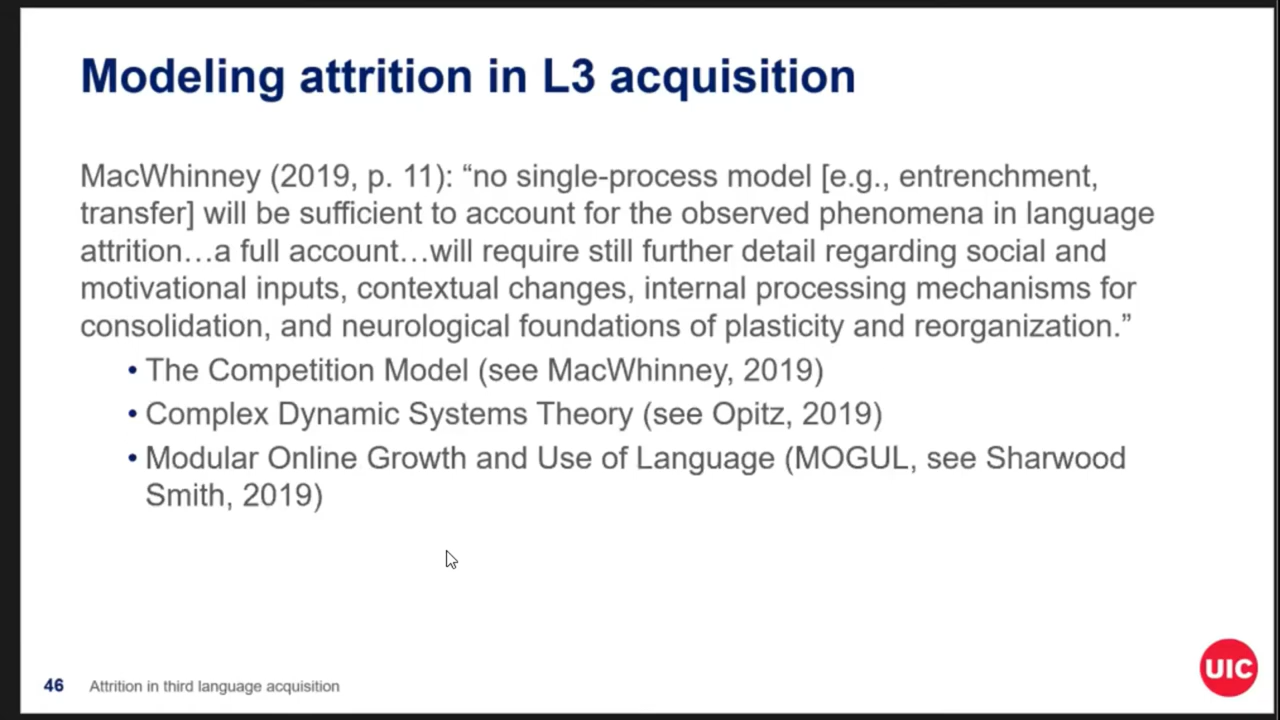 Modeling attrition in L3 acquisition
MacWhinney (2019, p. 11): “no single-process model [e.g., entrenchment,
transfer] will be sufficient to account for the observed phenomena in language
attrition…a full account…will require still further detail regarding social and
motivational inputs, contextual changes, internal processing mechanisms for
consolidation, and neurological foundations of plasticity and reorganization.”
• The Competition Model (see MacWhinney, 2019)
• Complex Dynamic Systems Theory (see Opitz, 2019)
• Modular Online Growth and Use of Language (MOGUL, see Sharwood
Smith, 2019)
46 Attrition in third language acquisition
UIC